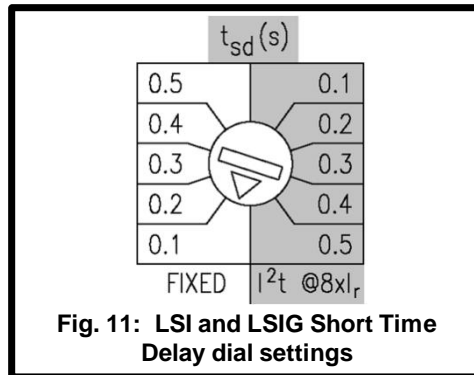 t_sd(s)
0.5 0.1
0.4 0.2
0.3 0.3
0.2 0.4
0.1 0.5
FIXED I²t @8xI_r
Fig. 11: LSI and LSIG Short Time
Delay dial settings